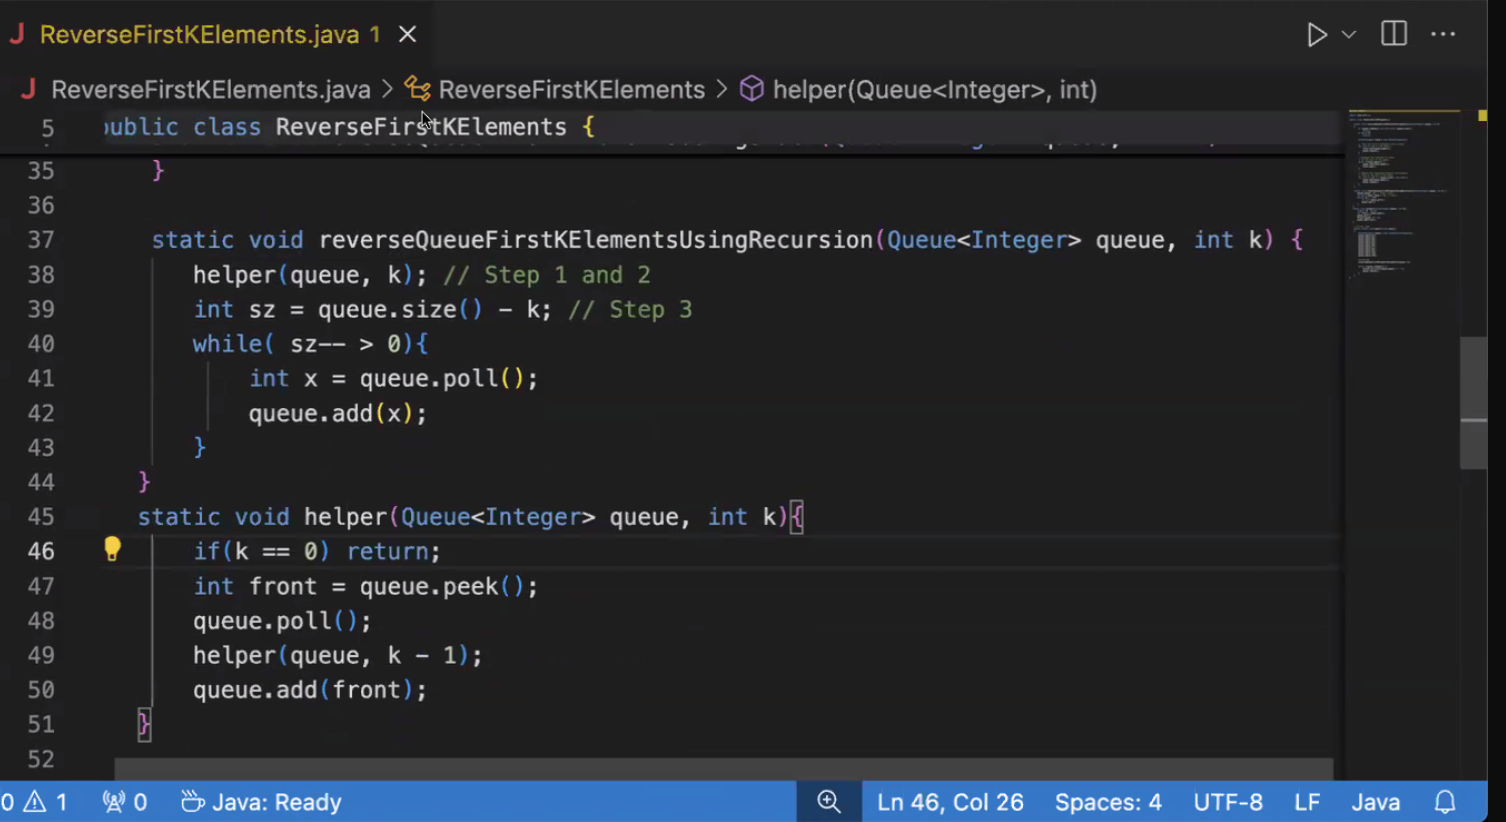 J ReverseFirstKElements.java 1 ×
J ReverseFirstKElements.java > ReverseFirstKElements > helper(Queue<Integer>, int)
5 public class ReverseFirstKElements {
35 }
36
37 static void reverseQueueFirstKElementsUsingRecursion(Queue<Integer> queue, int k) {
38 helper(queue, k); // Step 1 and 2
39 int sz = queue.size() - k; // Step 3
40 while( sz-- > 0){
41 int x = queue.poll();
42 queue.add(x);
43 }
44 }
45 static void helper(Queue<Integer> queue, int k){
46 if(k == 0) return;
47 int front = queue.peek();
48 queue.poll();
49 helper(queue, k - 1);
50 queue.add(front);
51 }
52
0 1 0 Java: Ready Ln 46, Col 26 Spaces: 4 UTF-8 LF Java